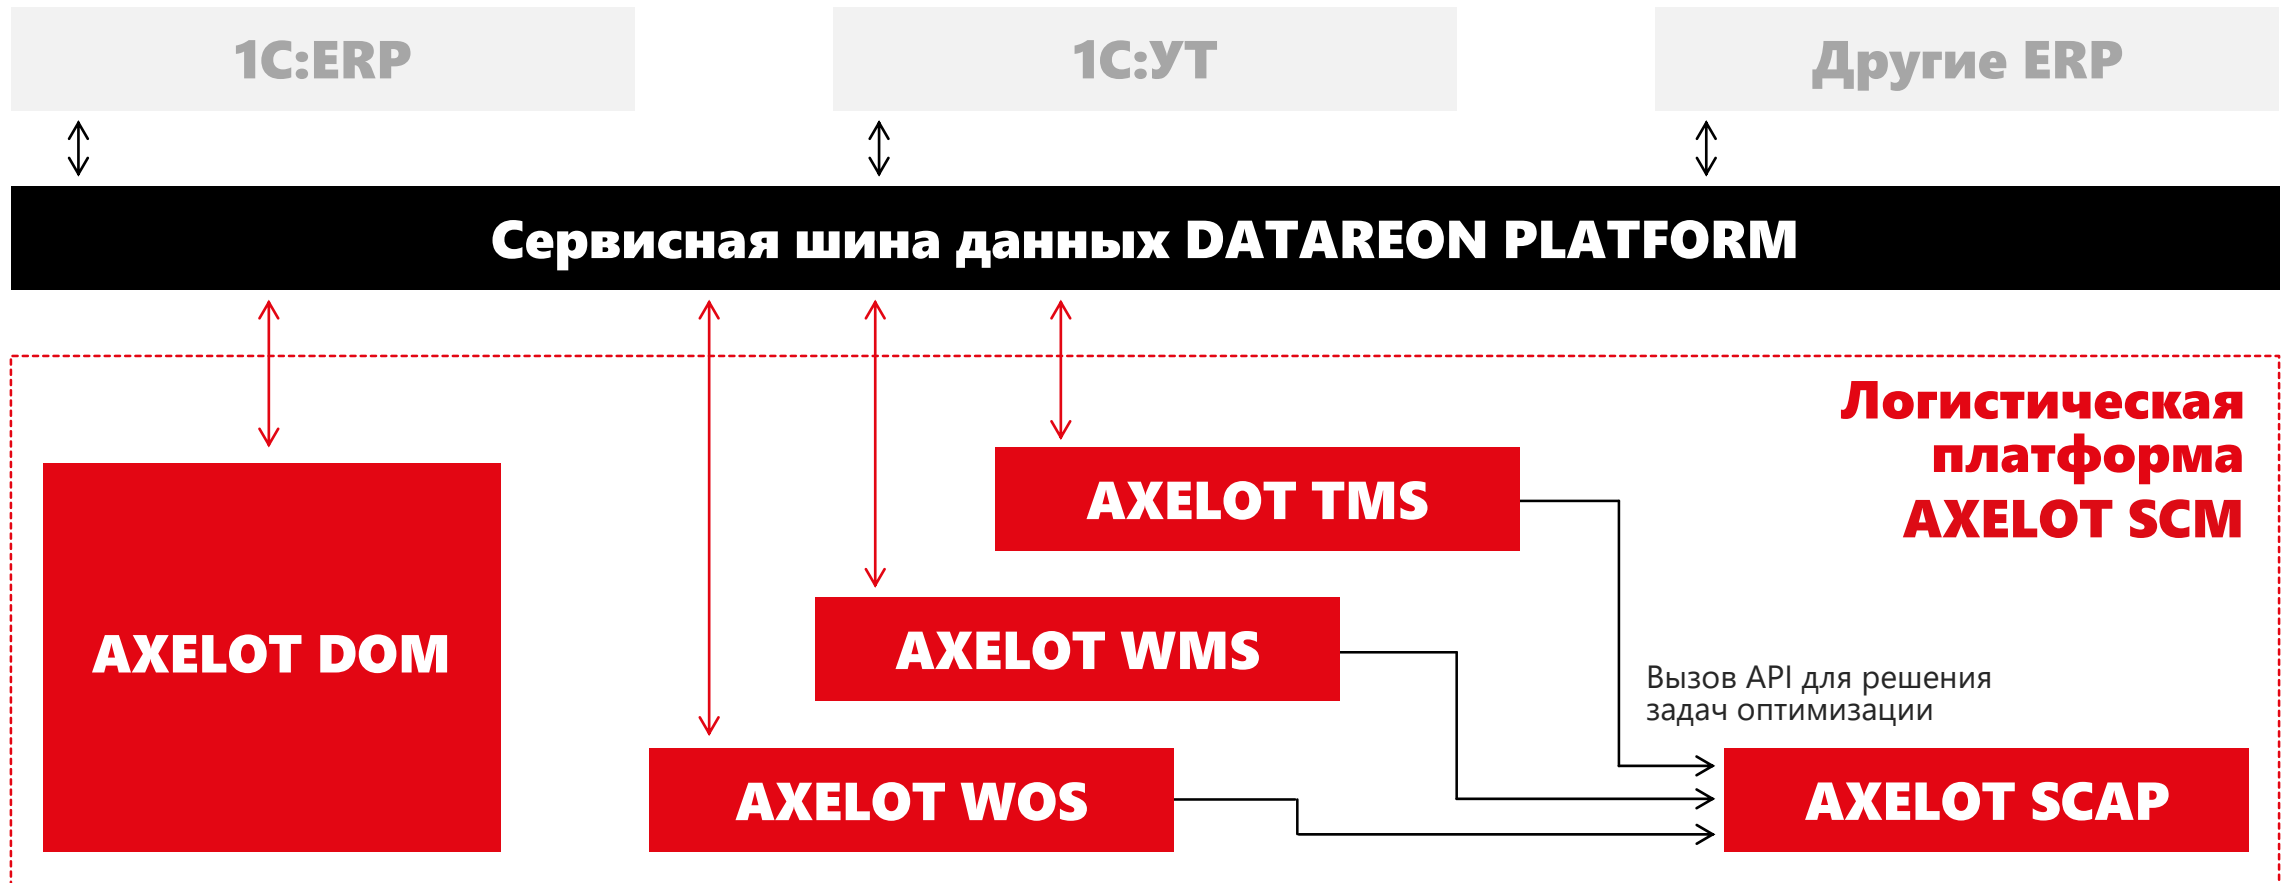 1С:ERP
1С:УТ
Другие ERP
Сервисная шина данных DATAREON PLATFORM
Логистическая
платформа
AXELOT SCM
AXELOT TMS
AXELOT WMS
AXELOT DOM
Вызов API для решения
задач оптимизации
AXELOT WOS
AXELOT SCAP